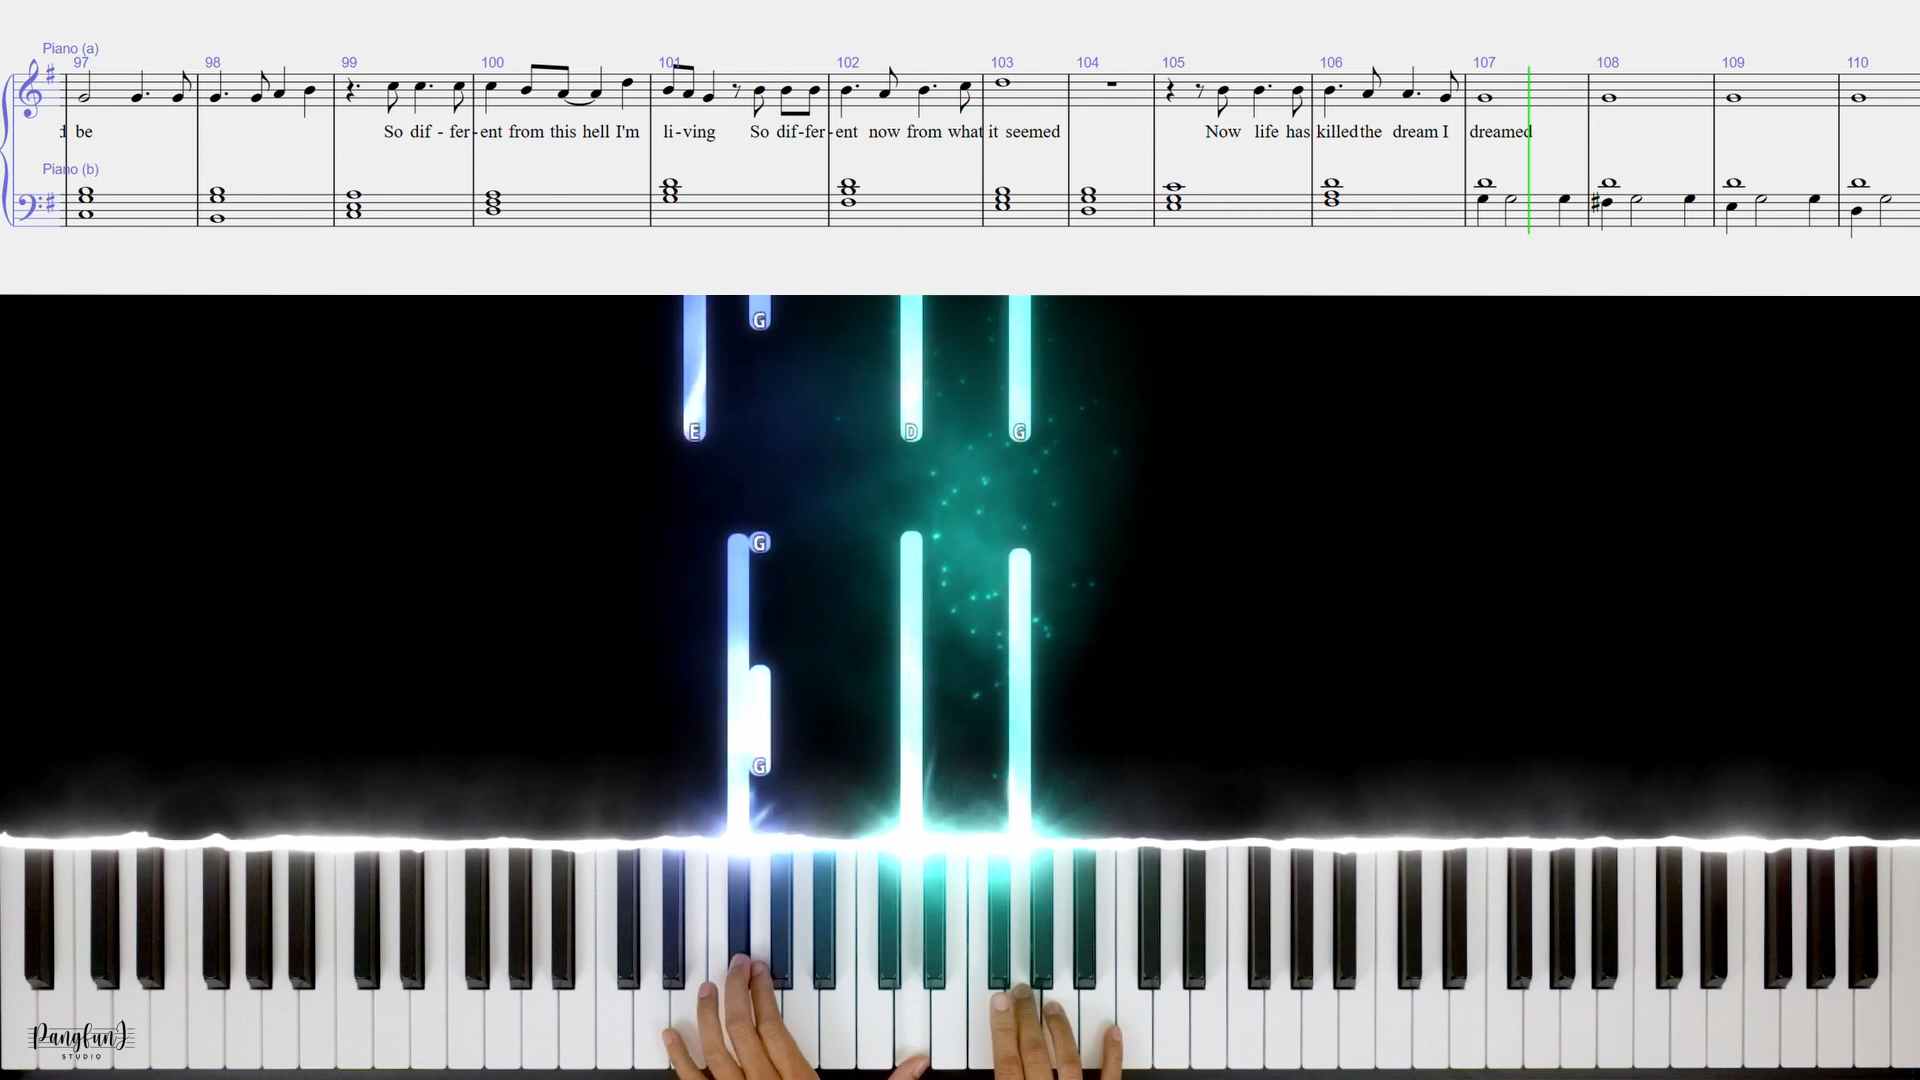 Piano (a)
97 98 99 100 101 102 103 104 105 106 107 108 109 110
d be So dif - fer - ent from this hell I'm li - ving So dif - fer - ent now from what it seemed Now life has killed the dream I dreamed
Piano (b)
G
E D G
G
G
PangfunJ
STUDIO